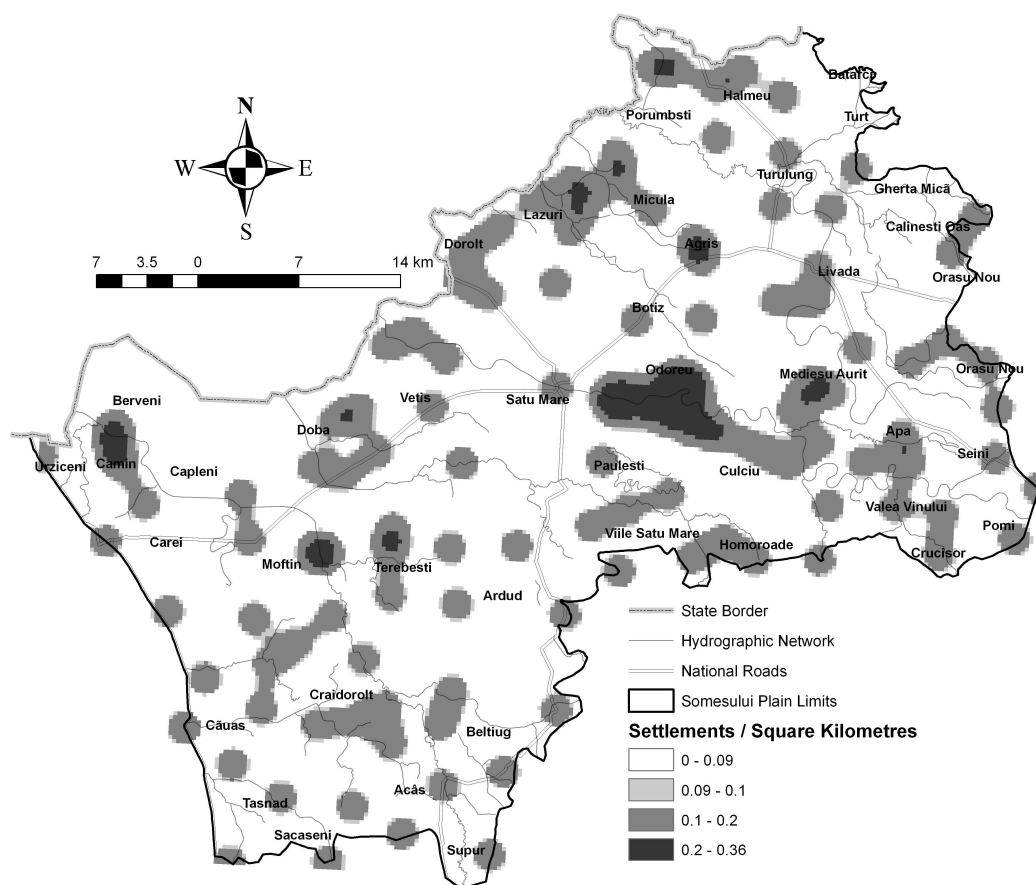 Batarci
Halmeu
Porumbsti
Turt
N
W
E
S
Turulung
Gherta Mică
Micula
Lazuri
Calinesti Oas
Dorolt
Agris
7 3.5 0 7 14 km
Livada
Orasu Nou
Botiz
Odoreu
Mediesu Aurit
Orasu Nou
Berveni
Vetis
Satu Mare
Doba
Apa
Urziceni
Camin
Capleni
Paulesti
Culciu
Seini
Valea Vinului
Carei
Viile Satu Mare
Homoroade
Pomi
Crucisor
Moftin
Terebesti
Ardud
State Border
Hydrographic Network
National Roads
Somesului Plain Limits
Craidorolt
Căuas
Beltiug
Settlements / Square Kilometres
0 - 0.09
0.09 - 0.1
0.1 - 0.2
0.2 - 0.36
Acâs
Tasnad
Sacaseni
Supur